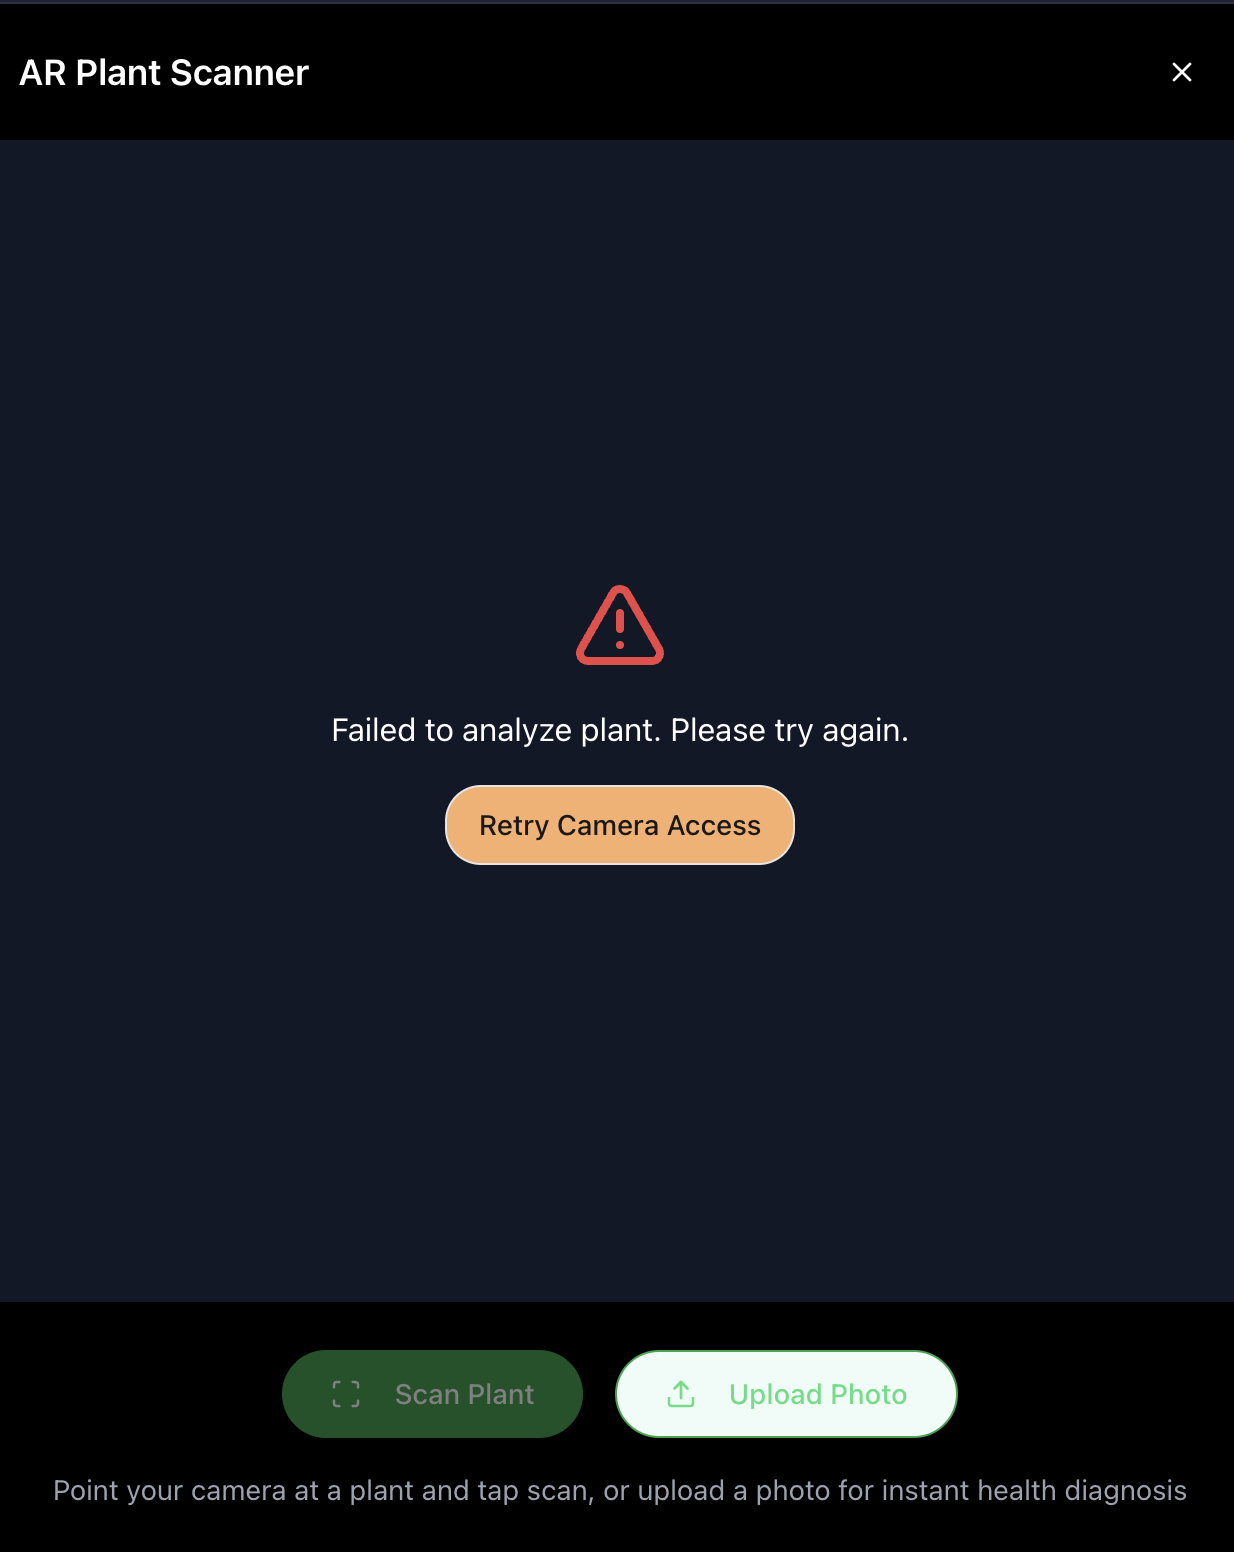 AR Plant Scanner
Failed to analyze plant. Please try again.
Retry Camera Access
Scan Plant
Upload Photo
Point your camera at a plant and tap scan, or upload a photo for instant health diagnosis